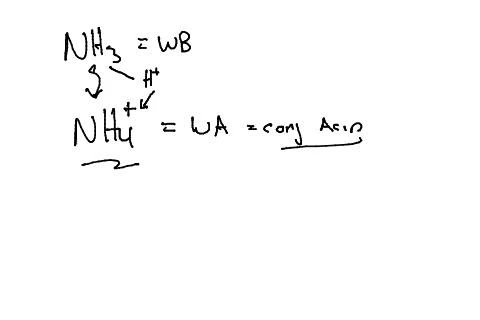 NH3 = WB
H+
NH4+ = WA = conj Acid